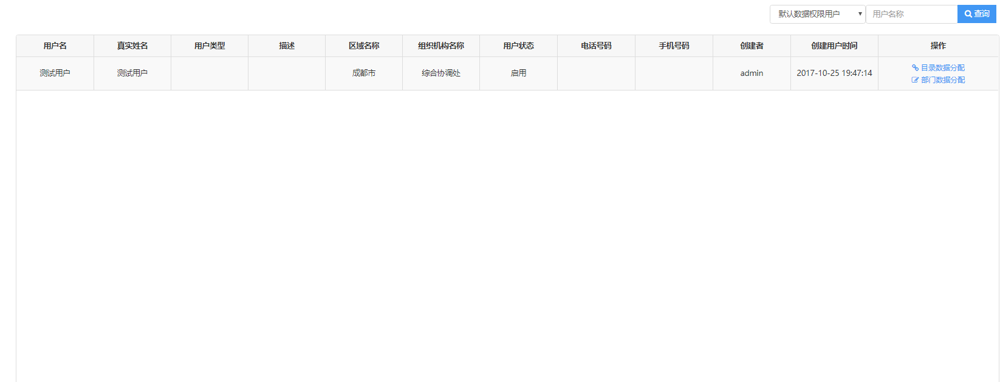 默认数据权限用户 用户名称 查询
用户名 真实姓名 用户类型 描述 区域名称 组织机构名称 用户状态 电话号码 手机号码 创建者 创建用户时间 操作
测试用户 测试用户 成都市 综合协调处 启用 admin 2017-10-25 19:47:14 目录数据分配
部门数据分配